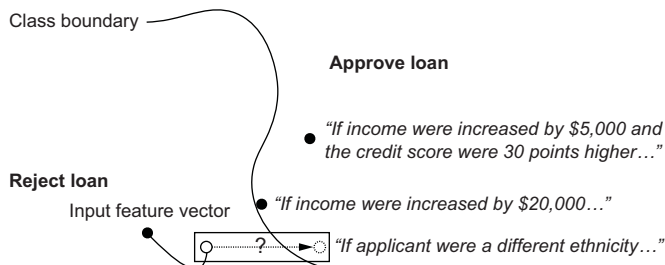 Class boundary
Approve loan
“If income were increased by $5,000 and
the credit score were 30 points higher…”
Reject loan
“If income were increased by $20,000…”
Input feature vector
?
“If applicant were a different ethnicity…”